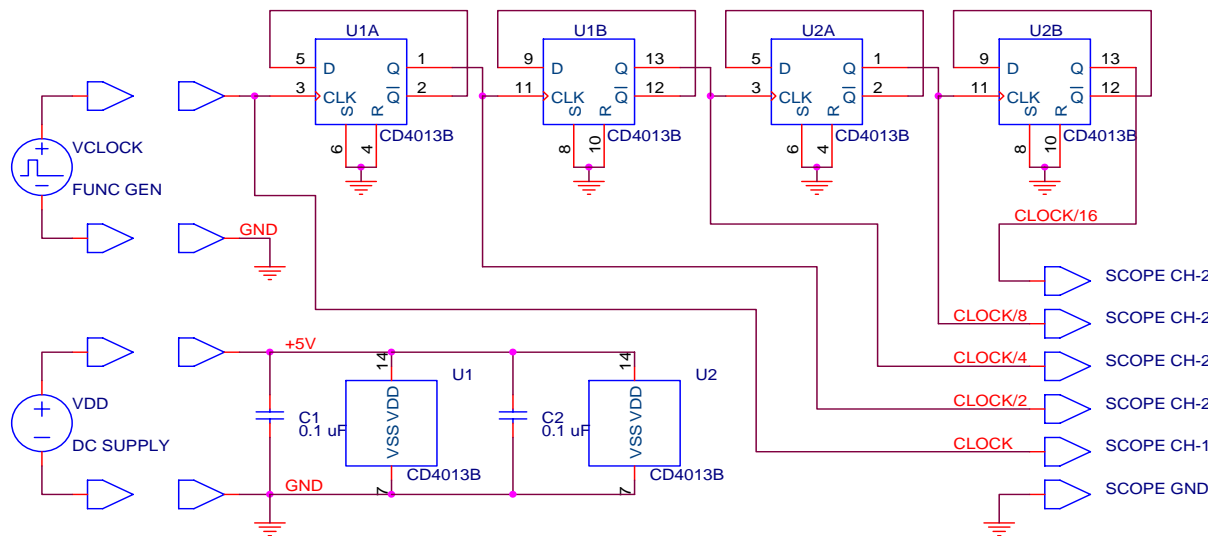 U1A U1B U2A U2B
5 D Q 1
3 CLK Q 2
S R
CD4013B
6 4
9 D Q 13
11 CLK Q 12
S R
CD4013B
8 10
5 D Q 1
3 CLK Q 2
S R
CD4013B
6 4
9 D Q 13
11 CLK Q 12
S R
CD4013B
8 10
VCLOCK
FUNC GEN
GND
CLOCK/16
SCOPE CH-2
CLOCK/8
SCOPE CH-2
CLOCK/4
SCOPE CH-2
CLOCK/2
SCOPE CH-2
CLOCK
SCOPE CH-1
SCOPE GND
+5V
VDD
DC SUPPLY
C1
0.1 uF
14
U1
VSS VDD
CD4013B
7
C2
0.1 uF
14
U2
VSS VDD
CD4013B
7
GND